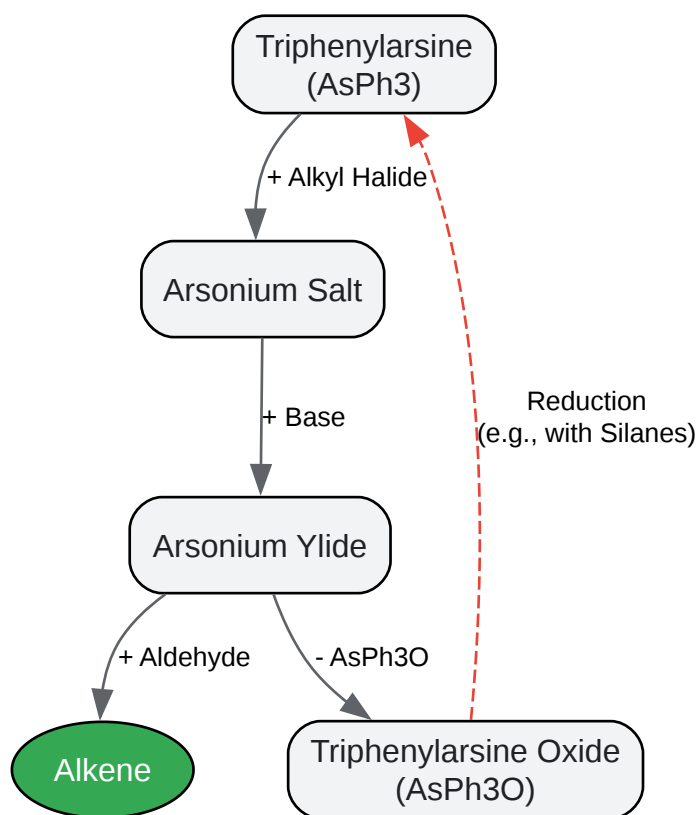 Triphenylarsine
(AsPh3)
+ Alkyl Halide
Arsonium Salt
+ Base
Reduction
(e.g., with Silanes)
Arsonium Ylide
+ Aldehyde
- AsPh3O
Alkene
Triphenylarsine Oxide
(AsPh3O)